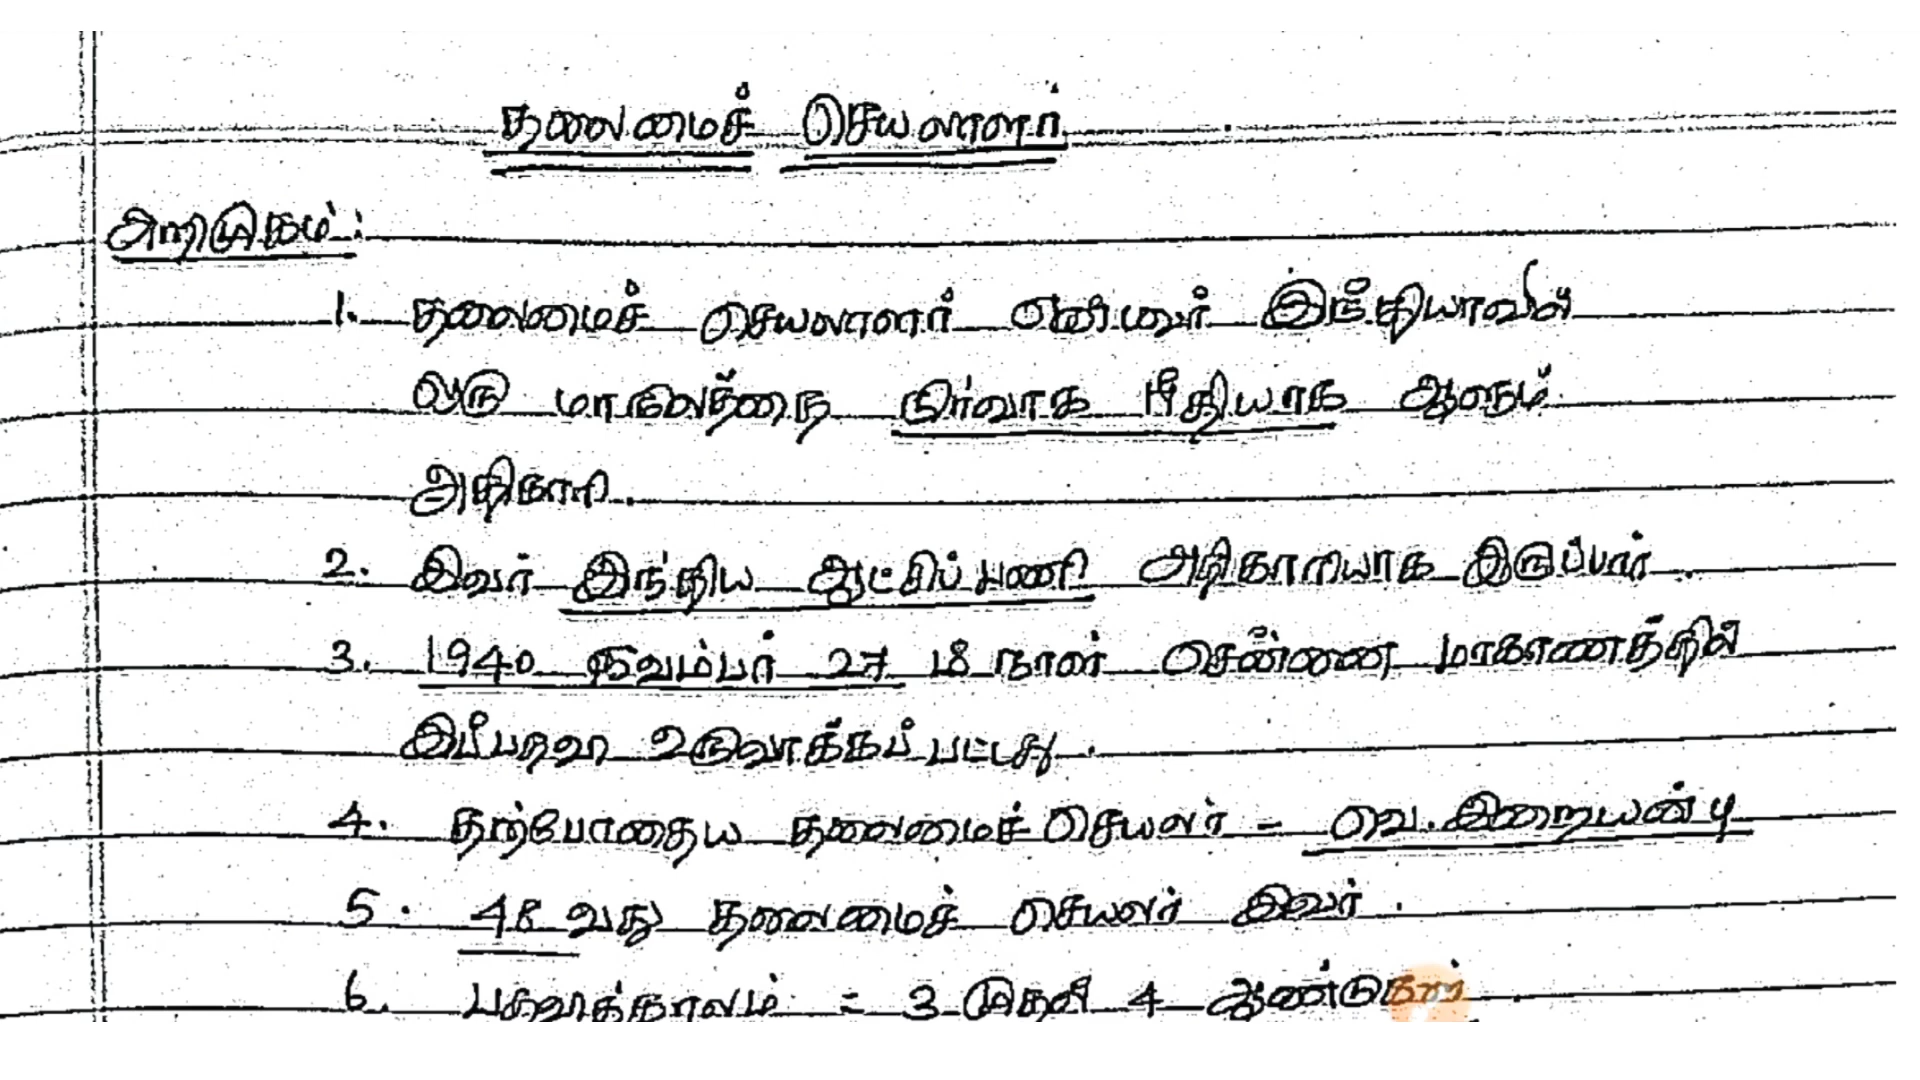 தலைமைச் செயலாளர்
அறிமுகம்:
1. தலைமைச் செயலாளர் என்பவர் இந்தியாவில்
ஒரு மாநிலத்தை நிர்வாக ரீதியாக ஆளும்
அதிகாரி.
2. இவர் இந்திய ஆட்சிப்பணி அதிகாரியாக இருப்பார்.
3. 1940 நவம்பர் 27 ம் நாள் சென்னை மாகாணத்தில்
இப்பதவி உருவாக்கப்பட்டது.
4. தற்போதைய தலைமைச் செயலர் - வெ.இறையன்பு
5. 48 வது தலைமைச் செயலர் இவர்.
6. பதவிக்காலம் = 3 முதல் 4 ஆண்டுகள்